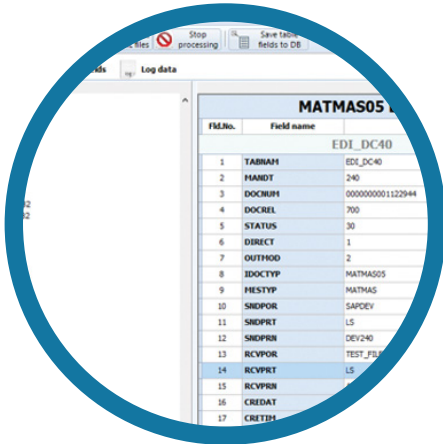 Stop
Save table
files
processing
fields to DB
Log data
MATMAS05
Fld.No. Field name
EDI_DC40
1 TABNAM EDI_DC40
2 MANDT 240
3 DOCNUM 0000000001122944
4 DOCREL 700
5 STATUS 30
6 DIRECT 1
7 OUTMOD 2
8 IDOCTYP MATMAS05
9 MESTYP MATMAS
10 SNDPOR SAPDEV
11 SNDPRT LS
12 SNDPRN DEV240
13 RCVPOR TEST_FILE
14 RCVPRT LS
15 RCVPRN
16 CREDAT
17 CRETIM